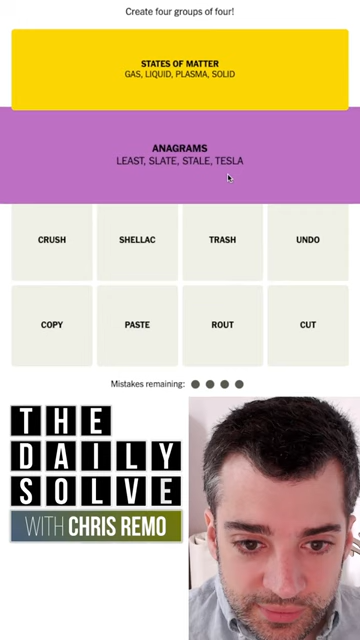 Create four groups of four!
STATES OF MATTER
GAS, LIQUID, PLASMA, SOLID
ANAGRAMS
LEAST, SLATE, STALE, TESLA
CRUSH SHELLAC TRASH UNDO
COPY PASTE ROUT CUT
Mistakes remaining:
THE
DAILY
SOLVE
WITH CHRIS REMO